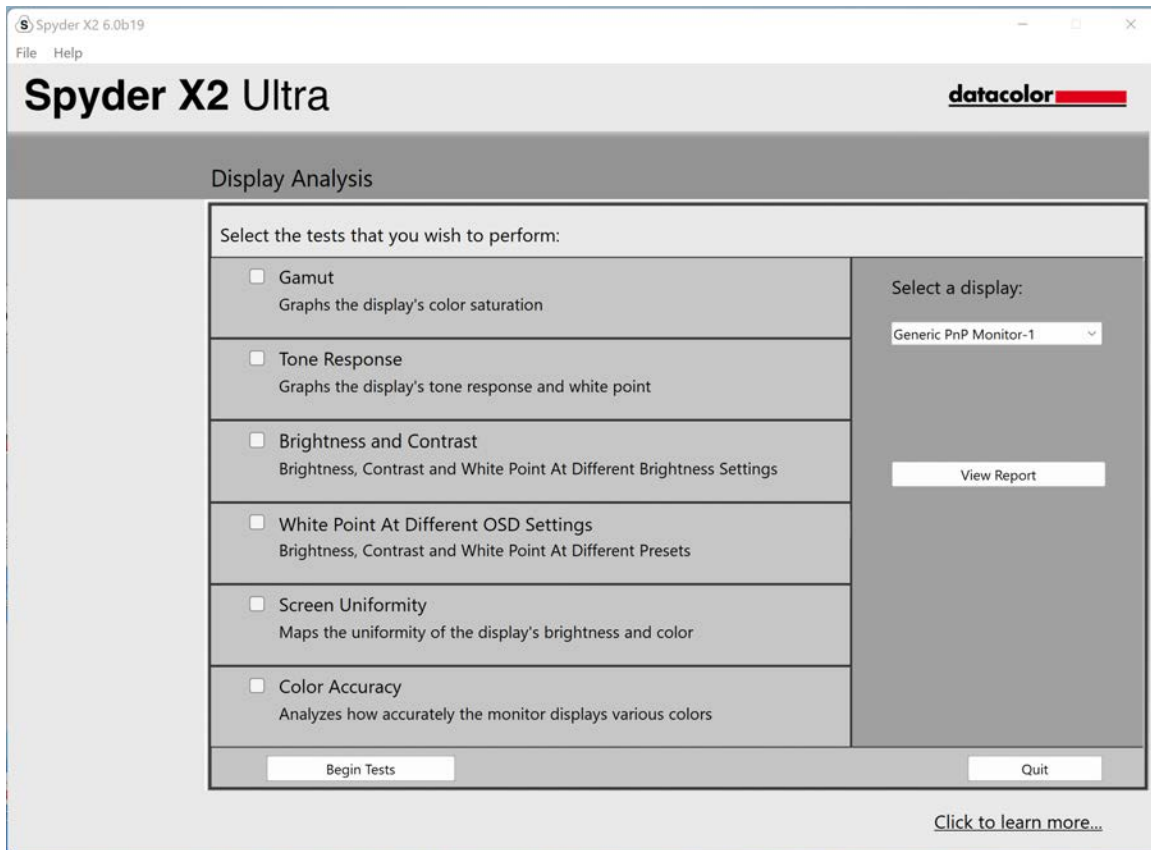 S Spyder X2 6.0b19
File Help
Spyder X2 Ultra
datacolor
Display Analysis
Select the tests that you wish to perform:
Gamut
Graphs the display's color saturation
Tone Response
Graphs the display's tone response and white point
Brightness and Contrast
Brightness, Contrast and White Point At Different Brightness Settings
White Point At Different OSD Settings
Brightness, Contrast and White Point At Different Presets
Screen Uniformity
Maps the uniformity of the display's brightness and color
Color Accuracy
Analyzes how accurately the monitor displays various colors
Select a display:
Generic PnP Monitor-1
View Report
Begin Tests
Quit
Click to learn more...